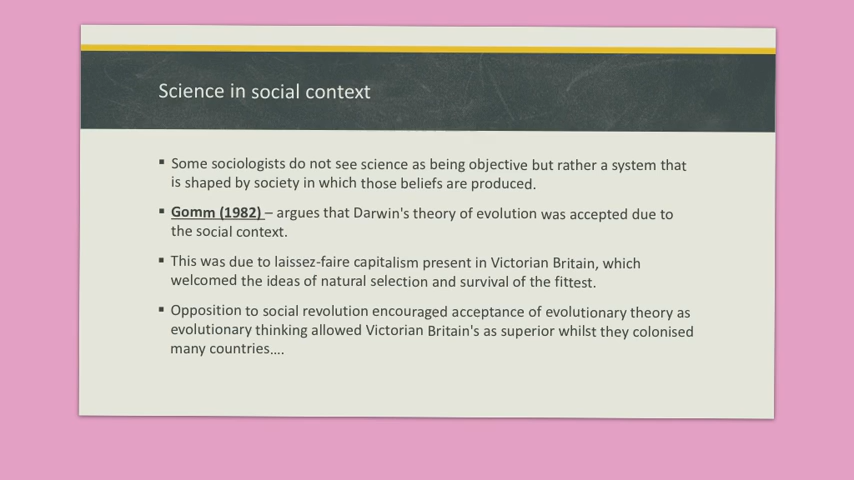 Science in social context
▪ Some sociologists do not see science as being objective but rather a system that
is shaped by society in which those beliefs are produced.
▪ Gomm (1982) – argues that Darwin's theory of evolution was accepted due to
the social context.
▪ This was due to laissez-faire capitalism present in Victorian Britain, which
welcomed the ideas of natural selection and survival of the fittest.
▪ Opposition to social revolution encouraged acceptance of evolutionary theory as
evolutionary thinking allowed Victorian Britain's as superior whilst they colonised
many countries....